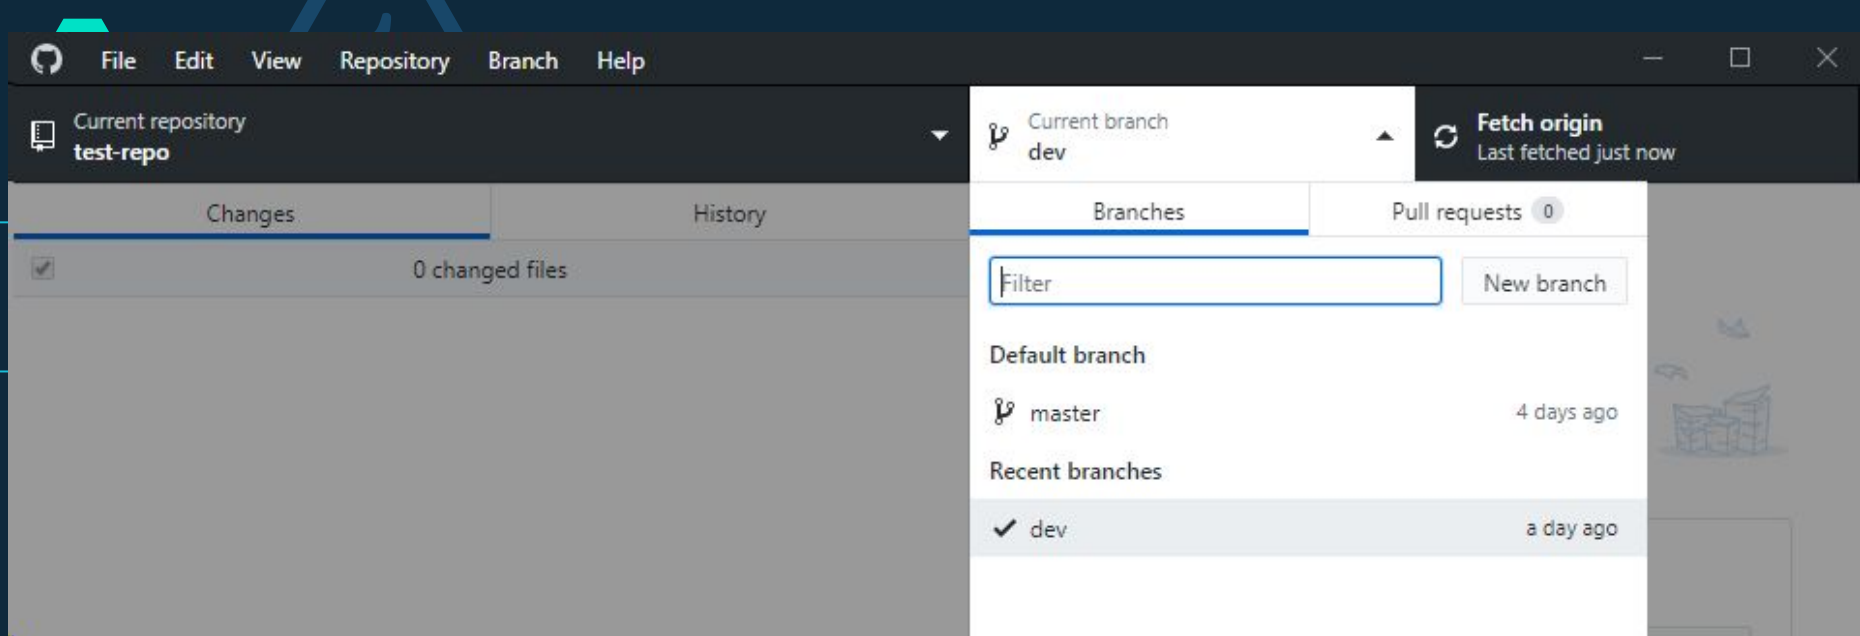 File Edit View Repository Branch Help
Current repository
test-repo
Current branch
dev
Fetch origin
Last fetched just now
Changes History
Branches Pull requests 0
0 changed files
Filter New branch
Default branch
master 4 days ago
Recent branches
dev a day ago